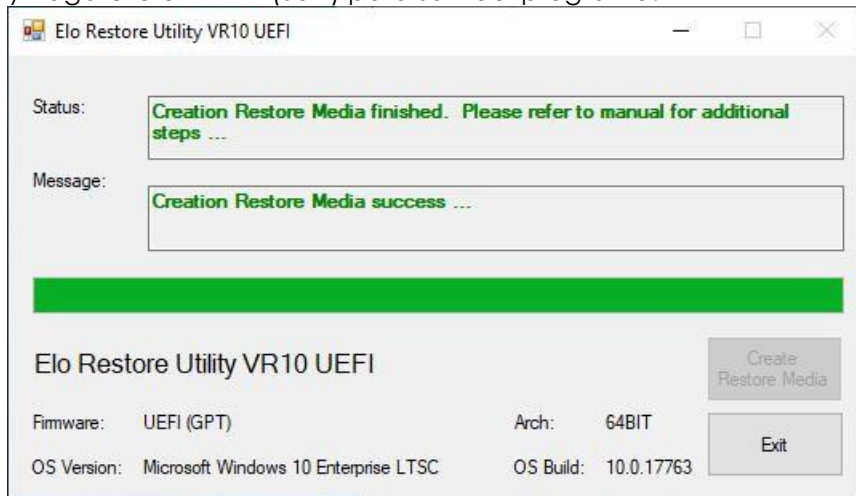 Elo Restore Utility VR10 UEFI
Status:
Creation Restore Media finished. Please refer to manual for additional
steps ...
Message:
Creation Restore Media success ...
Elo Restore Utility VR10 UEFI
Create
Restore Media
Firmware: UEFI (GPT) Arch: 64BIT
Exit
OS Version: Microsoft Windows 10 Enterprise LTSC OS Build: 10.0.17763